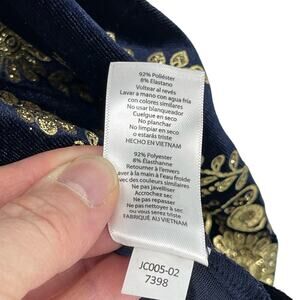 92% Poliéster
8% Elastano
Voltear al revés
Lavar a mano con agua fría
con colores similares
No usar blanqueador
Cuelgue en seco
No planchar
No limpiar en seco
o estarás triste
HECHO EN VIETNAM
92% Polyester
8% Élasthanne
Retourner à l'envers
Laver à la main à l'eau froide
avec des couleurs similaires
Ne pas Javelliser
Accrochez sec
Ne pas repasser
Ne pas nettoyer à sec
ou vous serez triste
FABRIQUÉ AU VIETNAM
JC005-02
7398